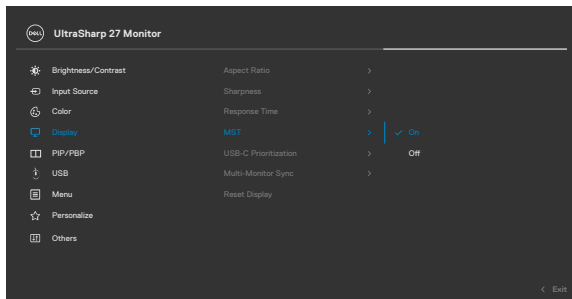 DELL UltraSharp 27 Monitor
Brightness/Contrast Aspect Ratio >
Input Source Sharpness >
Color Response Time >
Display MST > ✓ On
PIP/PBP USB-C Prioritization > Off
USB Multi-Monitor Sync >
Menu Reset Display
Personalize
Others
< Exit